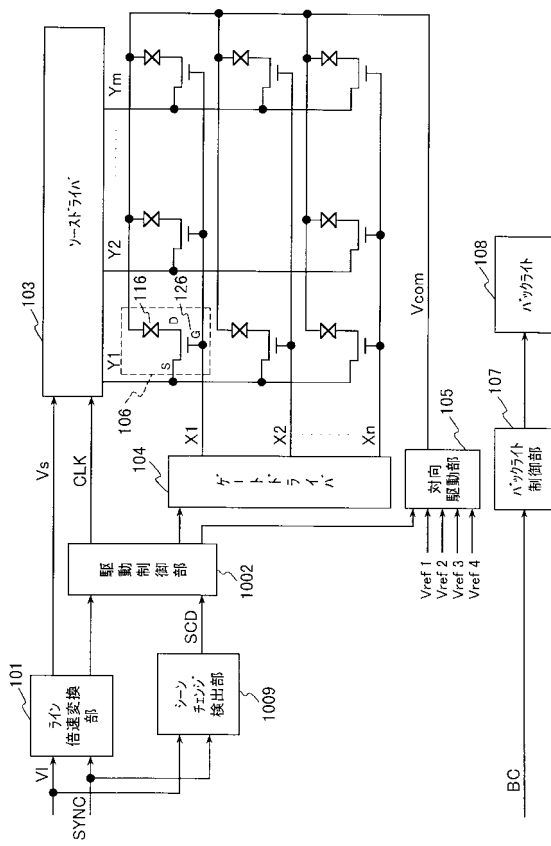 103
ソースドライバ
Vs
CLK
Y1
Y2
Ym
116
126
D
G
S
106
104
X1
X2
Xn
ゲートドライバ
Vcom
101
VI
SYNC
ライン
倍速変換
部
駆動制御部
1002
SCD
シーン
チェンジ
検出部
1009
105
対向
駆動部
Vref 1
Vref 2
Vref 3
Vref 4
BC
107
バックライト
制御部
108
バックライト